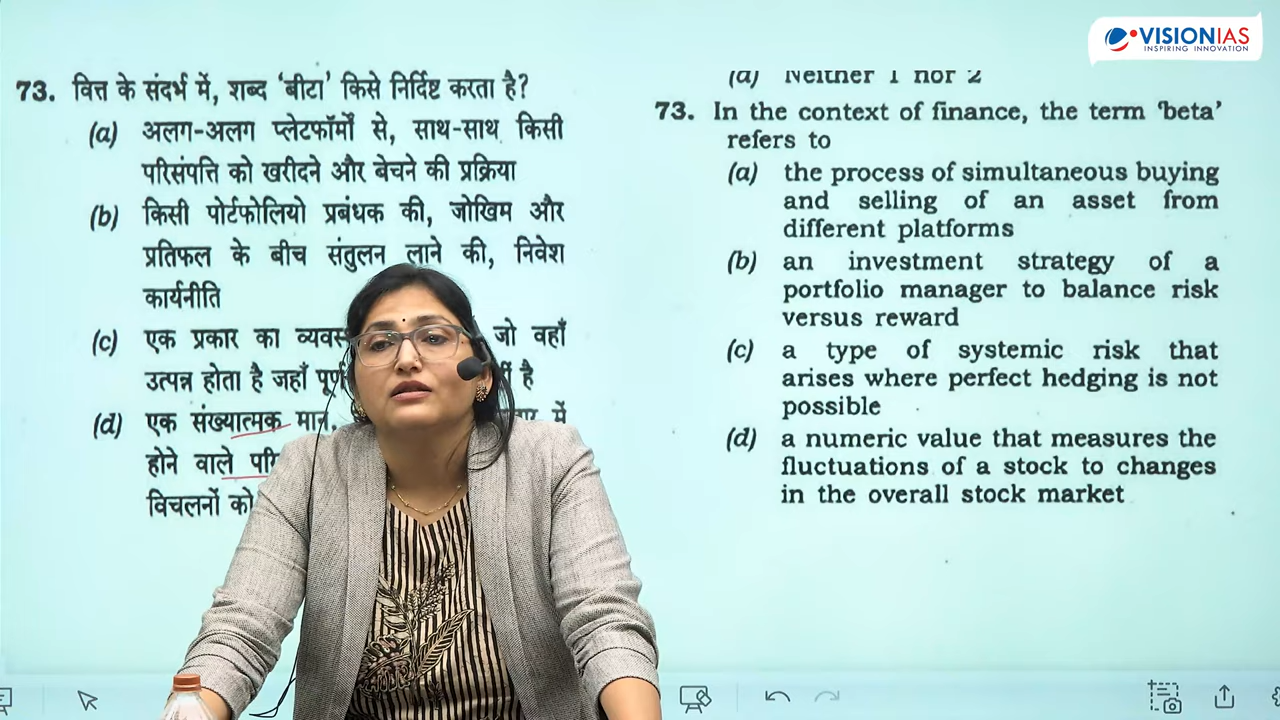 VISIONIAS
INSPIRING INNOVATION
73. वित्त के संदर्भ में, शब्द ‘बीटा’ किसे निर्दिष्ट करता है?
(a) अलग-अलग प्लेटफॉर्मों से, साथ-साथ किसी
परिसंपत्ति को खरीदने और बेचने की प्रक्रिया
(b) किसी पोर्टफोलियो प्रबंधक की, जोखिम और
प्रतिफल के बीच संतुलन लाने की, निवेश
कार्यनीति
(c) एक प्रकार का जो वहाँ
उत्पन्न होता है जहाँ है
(d) एक संख्यात्मक मान में
होने वाले
विचलनों को
(d) Neither 1 nor 2
73. In the context of finance, the term ‘beta’
refers to
(a) the process of simultaneous buying
and selling of an asset from
different platforms
(b) an investment strategy of a
portfolio manager to balance risk
versus reward
(c) a type of systemic risk that
arises where perfect hedging is not
possible
(d) a numeric value that measures the
fluctuations of a stock to changes
in the overall stock market